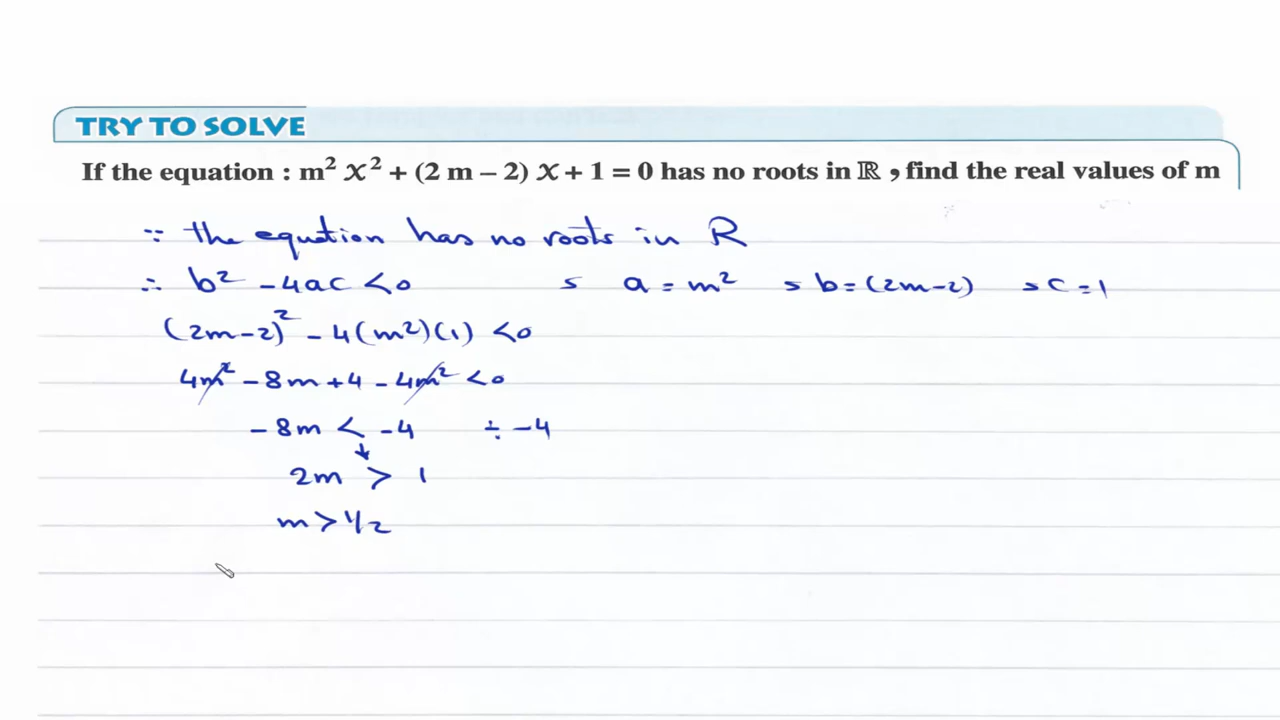 TRY TO SOLVE
If the equation : m² x² + (2 m – 2) x + 1 = 0 has no roots in ℝ , find the real values of m
∵ the equation has no roots in R
∴ b² - 4ac < 0 , a = m² , b = (2m-2) , c = 1
(2m-2)² - 4(m²)(1) < 0
4m² - 8m + 4 - 4m² < 0
- 8m < -4 ÷ -4
2m > 1
m > 1/2